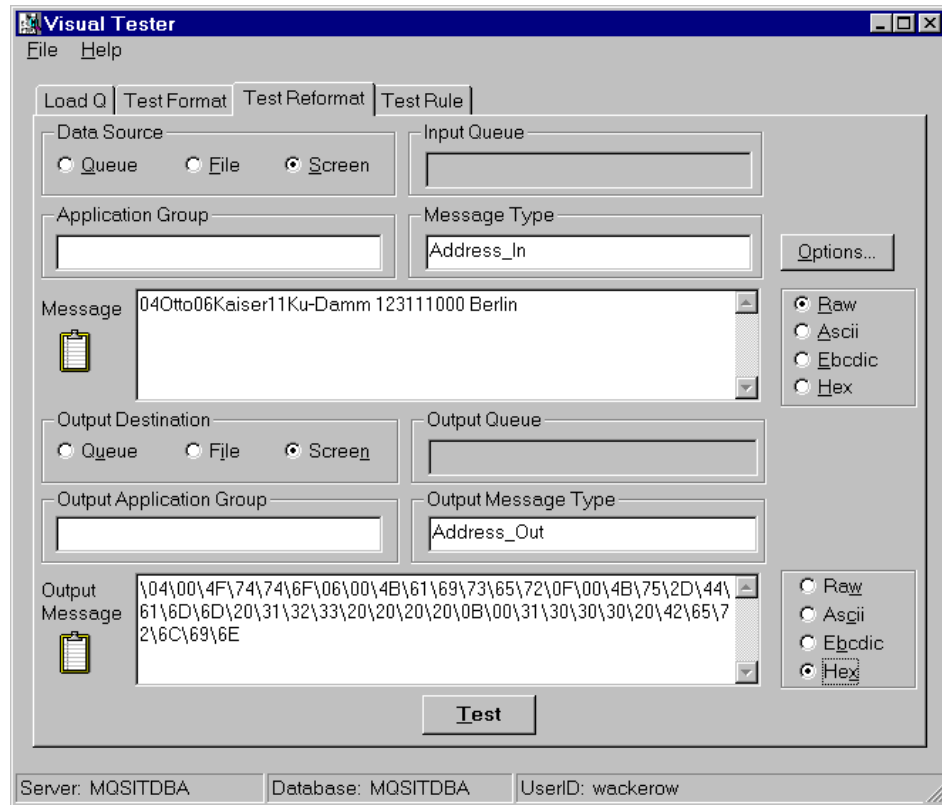 Visual Tester
File Help
Load Q Test Format Test Reformat Test Rule
Data Source
Queue File Screen
Input Queue
Application Group
Message Type
Address_In
Options...
Message
04Otto06Kaiser11Ku-Damm 123111000 Berlin
Raw
Ascii
Ebcdic
Hex
Output Destination
Queue File Screen
Output Queue
Output Application Group
Output Message Type
Address_Out
Output
Message
\04\00\4F\74\74\6F\06\00\4B\61\69\73\65\72\0F\00\4B\75\2D\44\
61\6D\6D\20\31\32\33\20\20\20\20\0B\00\31\30\30\30\20\42\65\7
2\6C\69\6E
Raw
Ascii
Ebcdic
Hex
Test
Server: MQSITDBA Database: MQSITDBA UserID: wackerow